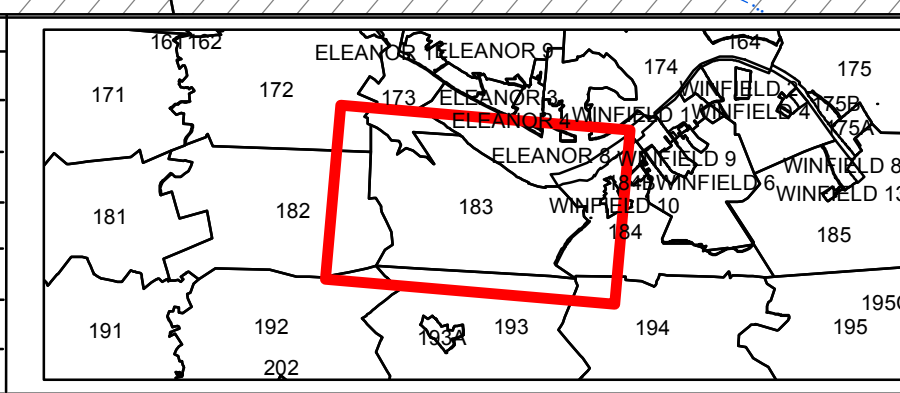 161 162
164
ELEANOR 1
ELEANOR 9
174
175
171
172
173
ELEANOR 3
WINFIELD 2
175B
ELEANOR 4
WINFIELD 1
WINFIELD 4
175A
ELEANOR 8
WINFIELD 9
WINFIELD 8
184B
WINFIELD 6
WINFIELD 13
181
182
183
WINFIELD 10
184
185
195C
191
192
193A
193
194
195
202